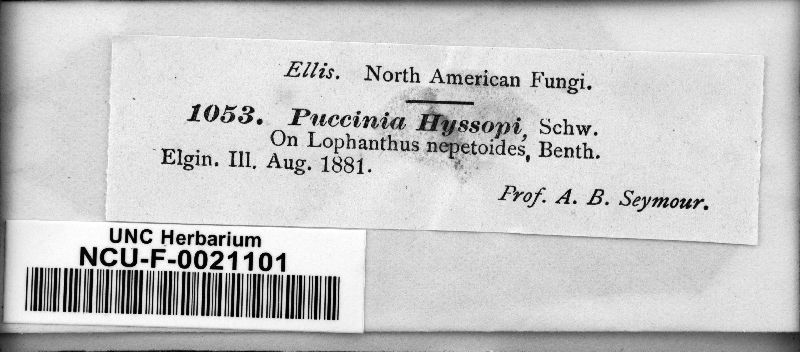 Ellis. North American Fungi.
1053. Puccinia Hyssopi, Schw.
On Lophanthus nepetoides, Benth.
Elgin. Ill. Aug. 1881.
Prof. A. B. Seymour.
UNC Herbarium
NCU-F-0021101